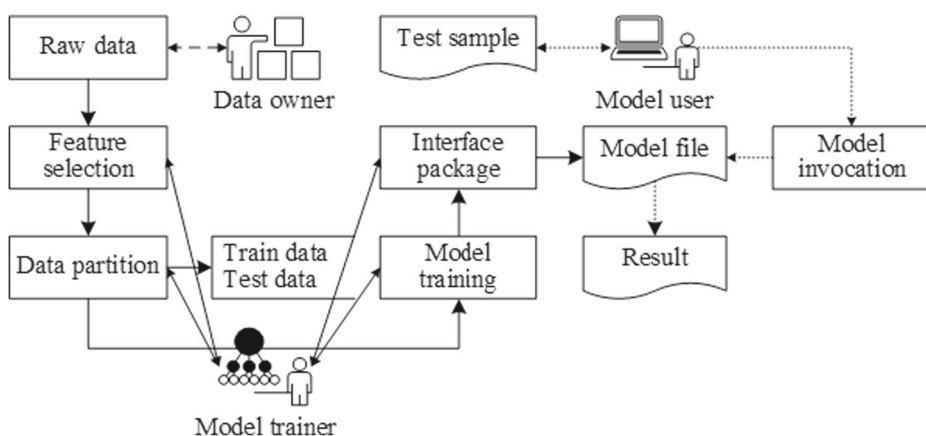 Raw data
Data owner
Test sample
Model user
Feature
selection
Interface
package
Model file
Model
invocation
Data partition
Train data
Test data
Model
training
Result
Model trainer